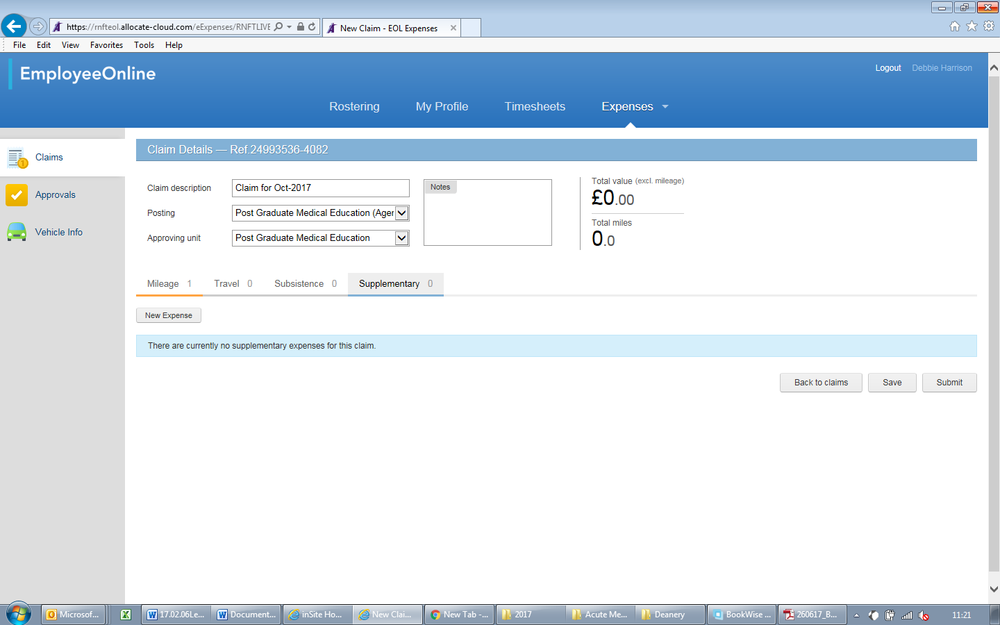 https://rnfteol.allocate-cloud.com/eExpenses/RNFTLIVE
New Claim - EOL Expenses
File Edit View Favorites Tools Help
EmployeeOnline
Logout Debbie Harrison
Rostering My Profile Timesheets Expenses
Claims
1
Approvals
Vehicle Info
Claim Details — Ref.24993536-4082
Claim description Claim for Oct-2017
Posting Post Graduate Medical Education (Ager
Approving unit Post Graduate Medical Education
Notes
Total value (excl. mileage)
£0.00
Total miles
0.0
Mileage 1 Travel 0 Subsistence 0 Supplementary 0
New Expense
There are currently no supplementary expenses for this claim.
Back to claims Save Submit
Microsof... 17.02.06Le... Document... inSite Ho... New Clai... New Tab -... 2017 Acute Me... Deanery BookWise ... 260617_B... 11:21